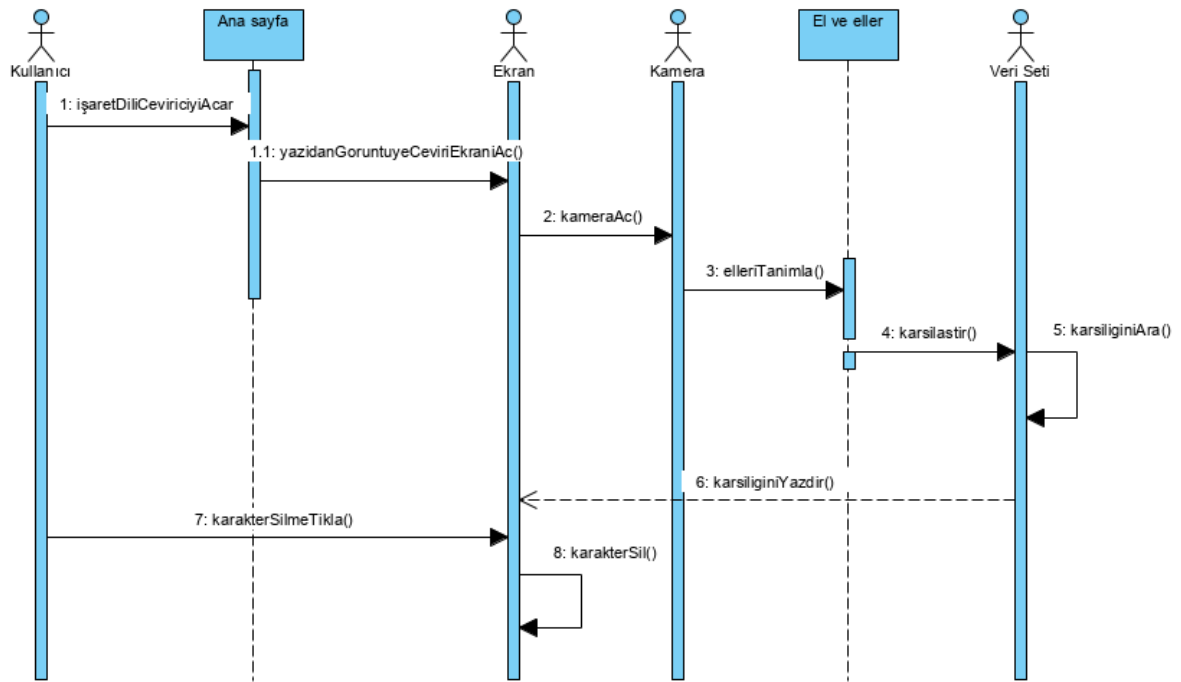 Kullanıcı
Ana sayfa
Ekran
Kamera
El ve eller
Veri Seti
1: işaretDiliCeviriciyiAcar
1.1: yazidanGoruntuyeCeviriEkraniAc()
2: kameraAc()
3: elleriTanimla()
4: karsilastir()
5: karsiliginiAra()
6: karsiliginiYazdir()
7: karakterSilmeTikla()
8: karakterSil()